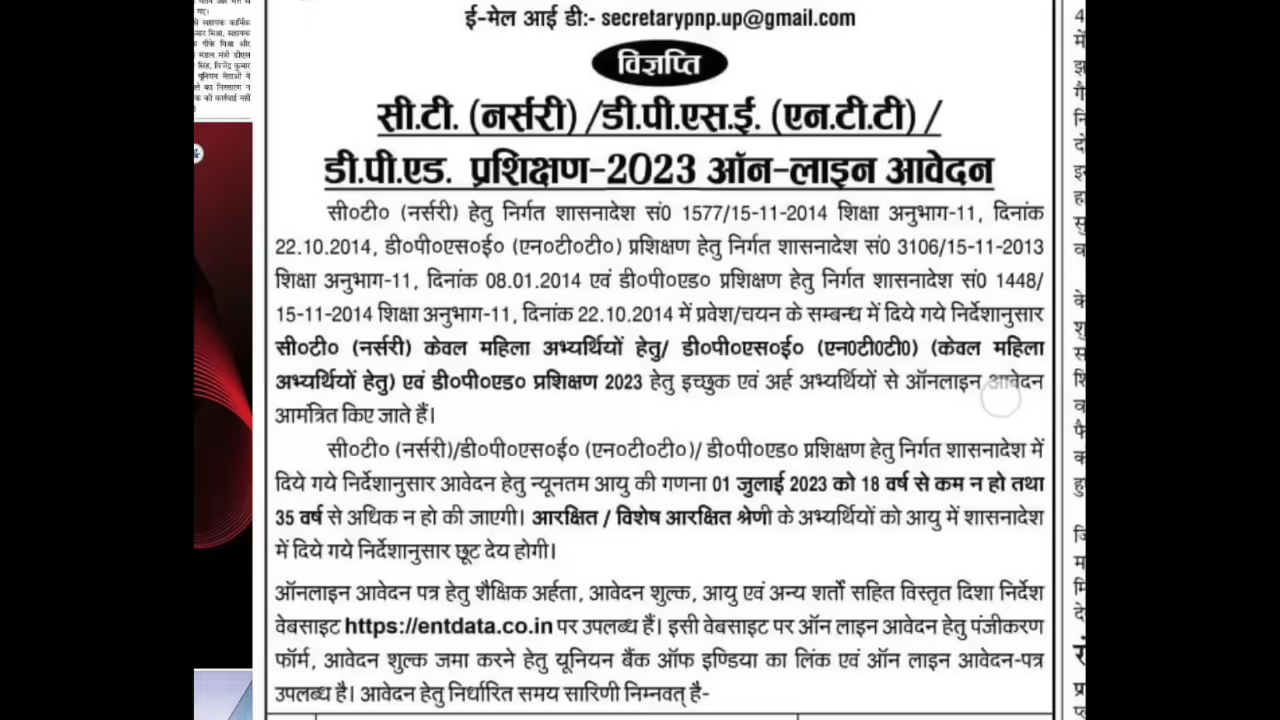 गए।
ई-मेल आई डी:- secretarypnp.up@gmail.com
विज्ञप्ति
सी.टी. (नर्सरी) /डी.पी.एस.ई. (एन.टी.टी) /
डी.पी.एड. प्रशिक्षण-2023 ऑन-लाइन आवेदन
सी०टी० (नर्सरी) हेतु निर्गत शासनादेश सं0 1577/15-11-2014 शिक्षा अनुभाग-11, दिनांक
22.10.2014, डी०पी०एस०ई० (एन०टी०टी०) प्रशिक्षण हेतु निर्गत शासनादेश सं0 3106/15-11-2013
शिक्षा अनुभाग-11, दिनांक 08.01.2014 एवं डी०पी०एड० प्रशिक्षण हेतु निर्गत शासनादेश सं0 1448/
15-11-2014 शिक्षा अनुभाग-11, दिनांक 22.10.2014 में प्रवेश/चयन के सम्बन्ध में दिये गये निर्देशानुसार
सी०टी० (नर्सरी) केवल महिला अभ्यर्थियों हेतु/ डी०पी०एस०ई० (एन0टी0टी0) (केवल महिला
अभ्यर्थियों हेतु) एवं डी०पी०एड० प्रशिक्षण 2023 हेतु इच्छुक एवं अर्ह अभ्यर्थियों से ऑनलाइन आवेदन
आमंत्रित किए जाते हैं।
सी०टी० (नर्सरी)/डी०पी०एस०ई० (एन०टी०टी०)/ डी०पी०एड० प्रशिक्षण हेतु निर्गत शासनादेश में
दिये गये निर्देशानुसार आवेदन हेतु न्यूनतम आयु की गणना 01 जुलाई 2023 को 18 वर्ष से कम न हो तथा
35 वर्ष से अधिक न हो की जाएगी। आरक्षित / विशेष आरक्षित श्रेणी के अभ्यर्थियों को आयु में शासनादेश
में दिये गये निर्देशानुसार छूट देय होगी।
ऑनलाइन आवेदन पत्र हेतु शैक्षिक अर्हता, आवेदन शुल्क, आयु एवं अन्य शर्तों सहित विस्तृत दिशा निर्देश
वेबसाइट https://entdata.co.in पर उपलब्ध हैं। इसी वेबसाइट पर ऑन लाइन आवेदन हेतु पंजीकरण
फॉर्म, आवेदन शुल्क जमा करने हेतु यूनियन बैंक ऑफ इण्डिया का लिंक एवं ऑन लाइन आवेदन-पत्र
उपलब्ध है। आवेदन हेतु निर्धारित समय सारिणी निम्नवत् है-